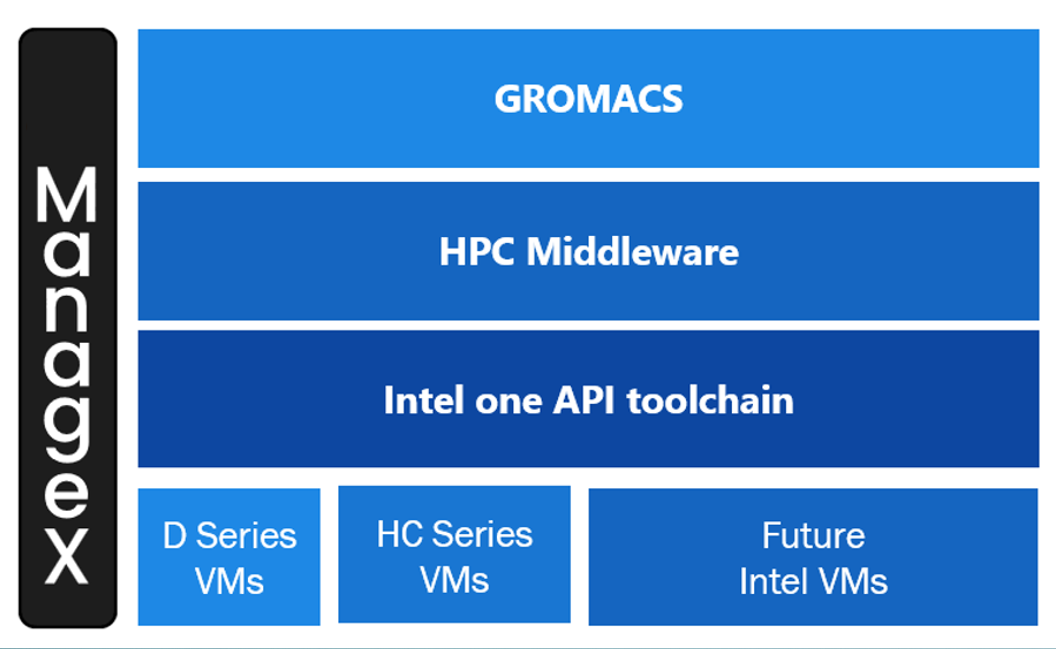 ManageX
GROMACS
HPC Middleware
Intel one API toolchain
D Series
VMs
HC Series
VMs
Future
Intel VMs